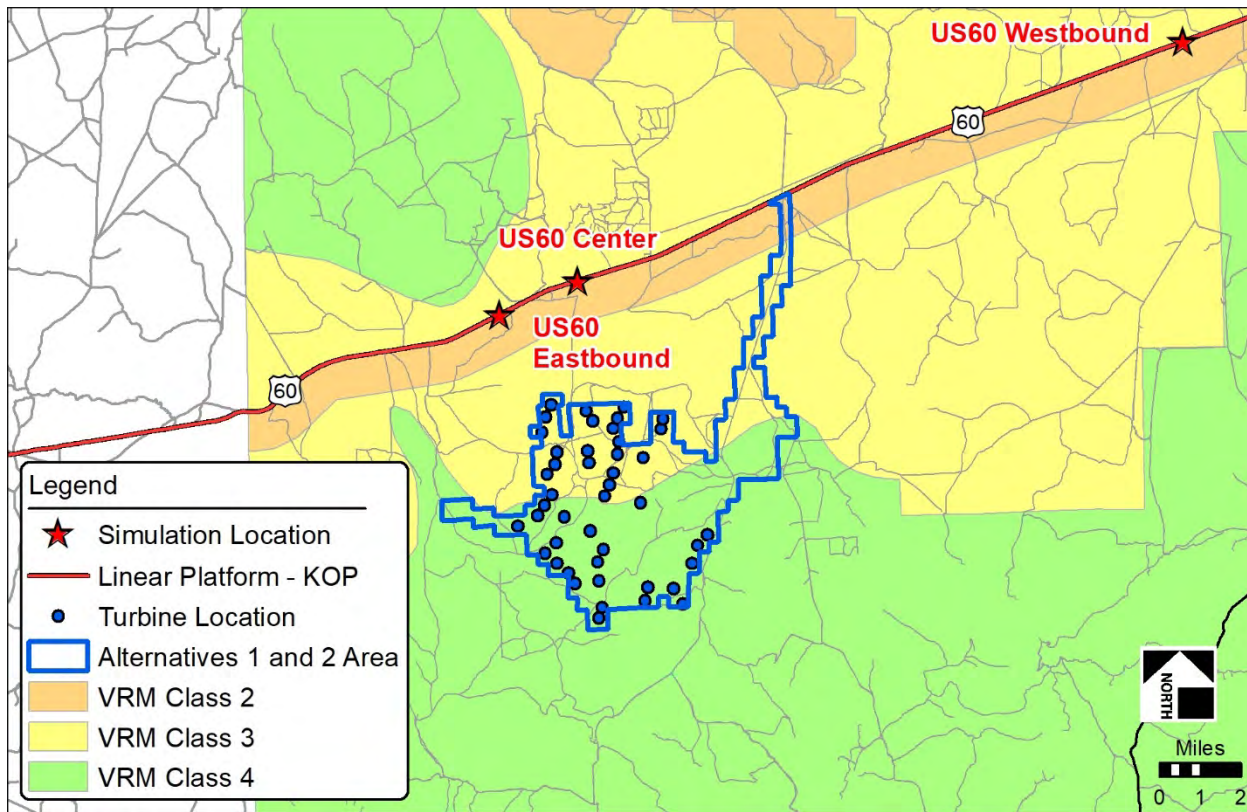 US60 Westbound
60
US60 Center
US60
Eastbound
60
Legend
Simulation Location
Linear Platform - KOP
Turbine Location
Alternatives 1 and 2 Area
VRM Class 2
VRM Class 3
VRM Class 4
NORTH
Miles
0 1 2